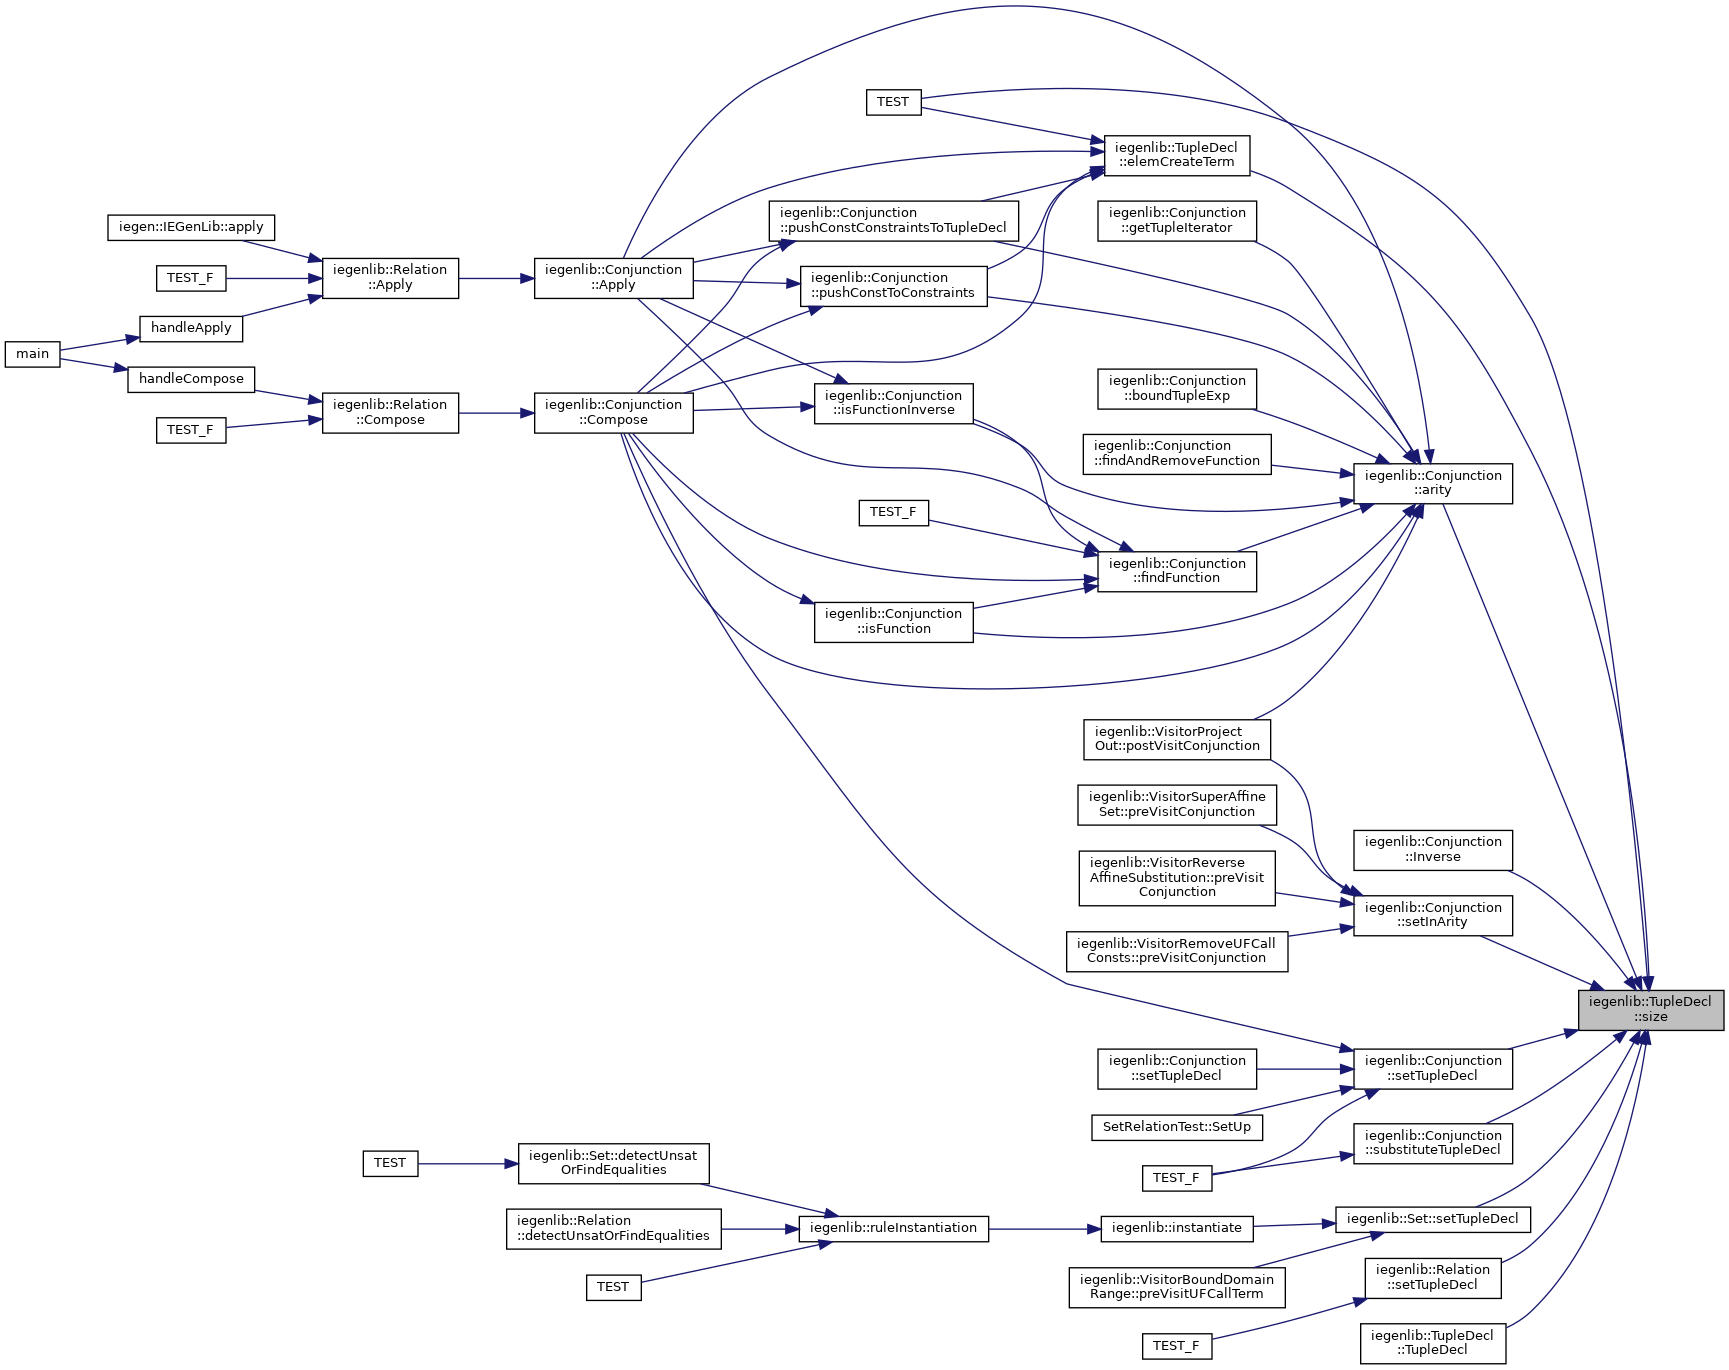 TEST
iegenlib::TupleDecl
::elemCreateTerm
iegen::IEGenLib::apply
iegenlib::Conjunction
::pushConstConstraintsToTupleDecl
iegenlib::Conjunction
::getTupleIterator
TEST_F
iegenlib::Relation
::Apply
iegenlib::Conjunction
::Apply
iegenlib::Conjunction
::pushConstToConstraints
handleApply
main
handleCompose
iegenlib::Relation
::Compose
TEST_F
iegenlib::Conjunction
::Compose
iegenlib::Conjunction
::isFunctionInverse
iegenlib::Conjunction
::boundTupleExp
iegenlib::Conjunction
::findAndRemoveFunction
iegenlib::Conjunction
::arity
TEST_F
iegenlib::Conjunction
::findFunction
iegenlib::Conjunction
::isFunction
iegenlib::VisitorProject
Out::postVisitConjunction
iegenlib::VisitorSuperAffine
Set::preVisitConjunction
iegenlib::VisitorReverse
AffineSubstitution::preVisit
Conjunction
iegenlib::VisitorRemoveUFCall
Consts::preVisitConjunction
iegenlib::Conjunction
::Inverse
iegenlib::Conjunction
::setInArity
iegenlib::TupleDecl
::size
iegenlib::Conjunction
::setTupleDecl
iegenlib::Conjunction
::setTupleDecl
SetRelationTest::SetUp
iegenlib::Conjunction
::substituteTupleDecl
TEST_F
TEST
iegenlib::Set::detectUnsat
OrFindEqualities
iegenlib::Relation
::detectUnsatOrFindEqualities
TEST
iegenlib::ruleInstantiation
iegenlib::instantiate
iegenlib::Set::setTupleDecl
iegenlib::VisitorBoundDomain
Range::preVisitUFCallTerm
iegenlib::Relation
::setTupleDecl
TEST_F
iegenlib::TupleDecl
::TupleDecl